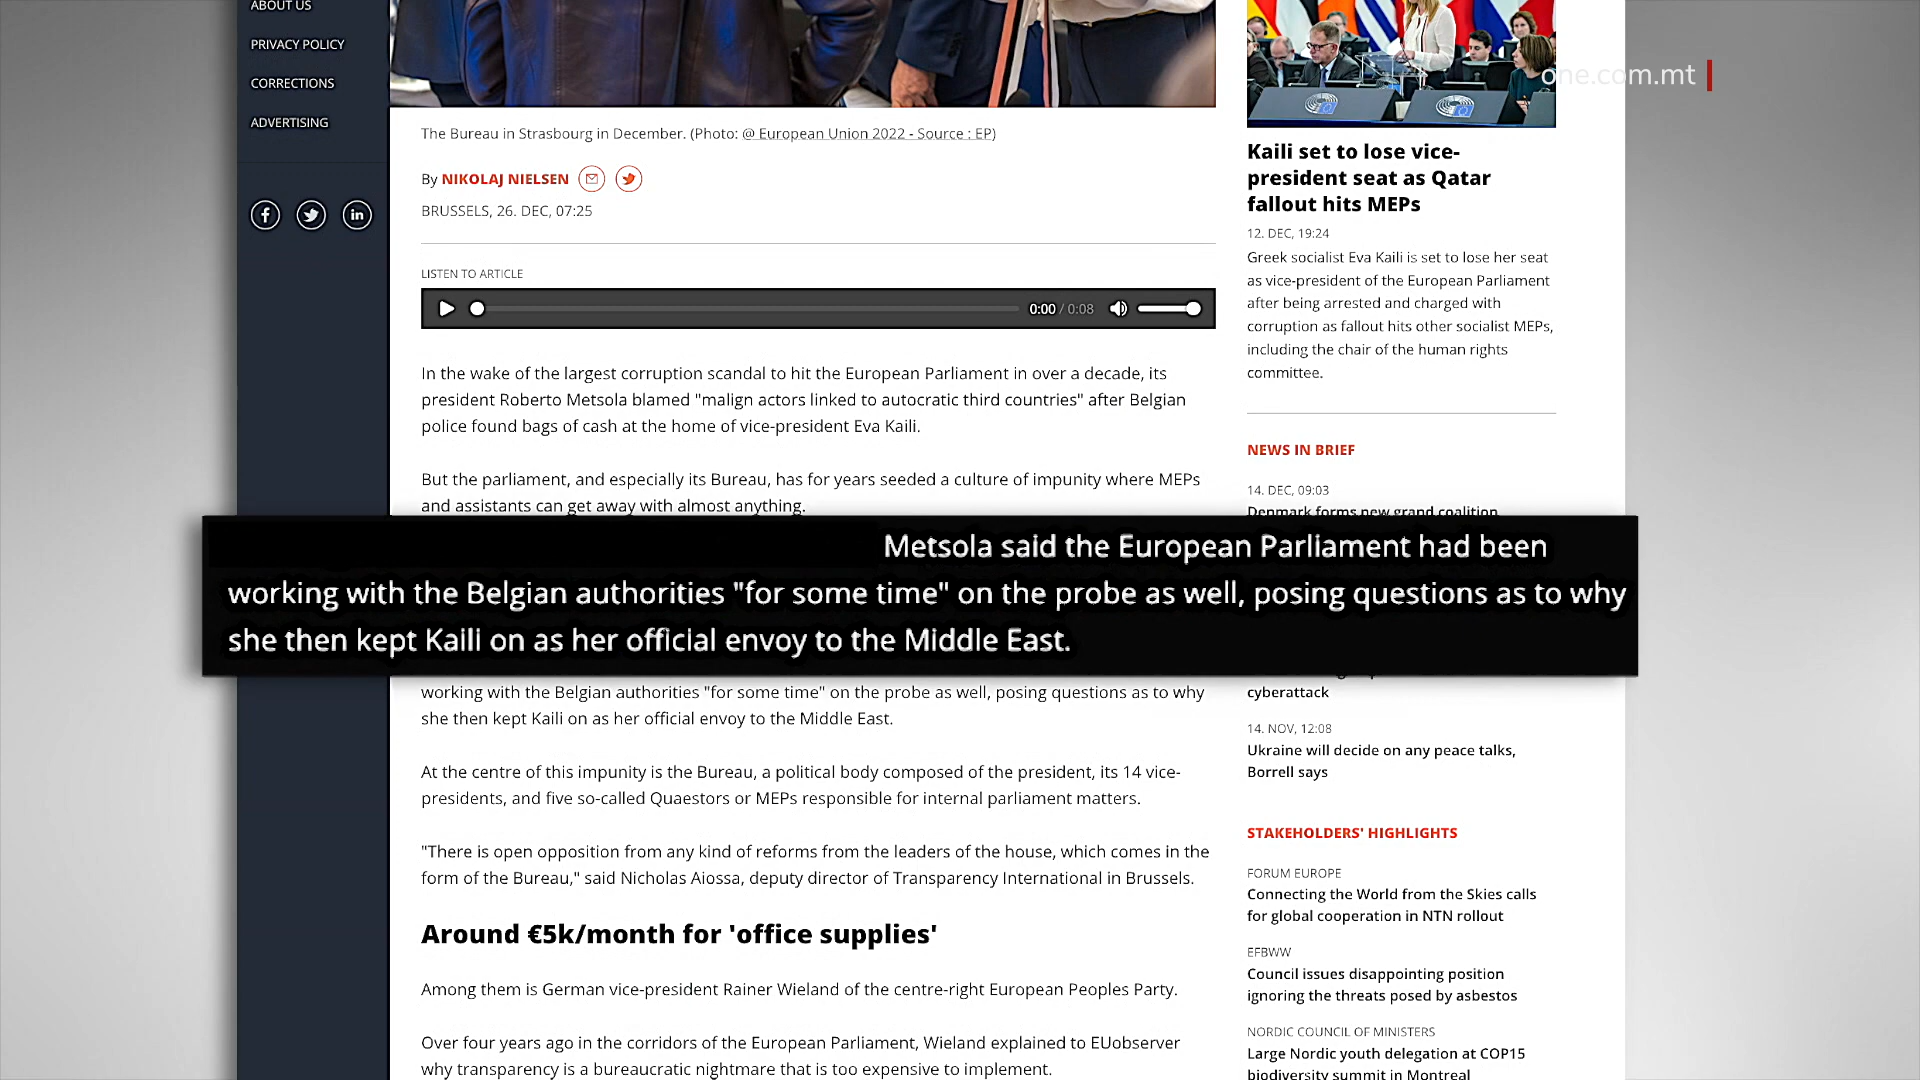 ABOUT US
PRIVACY POLICY
CORRECTIONS
ADVERTISING
one.com.mt
The Bureau in Strasbourg in December. (Photo: @ European Union 2022 - Source : EP)
By NIKOLAJ NIELSEN
BRUSSELS, 26. DEC, 07:25
LISTEN TO ARTICLE
0:00 / 0:08
In the wake of the largest corruption scandal to hit the European Parliament in over a decade, its
president Roberto Metsola blamed "malign actors linked to autocratic third countries" after Belgian
police found bags of cash at the home of vice-president Eva Kaili.
But the parliament, and especially its Bureau, has for years seeded a culture of impunity where MEPs
and assistants can get away with almost anything.
Metsola said the European Parliament had been
working with the Belgian authorities "for some time" on the probe as well, posing questions as to why
she then kept Kaili on as her official envoy to the Middle East.
working with the Belgian authorities "for some time" on the probe as well, posing questions as to why
she then kept Kaili on as her official envoy to the Middle East.
At the centre of this impunity is the Bureau, a political body composed of the president, its 14 vice-
presidents, and five so-called Quaestors or MEPs responsible for internal parliament matters.
"There is open opposition from any kind of reforms from the leaders of the house, which comes in the
form of the Bureau," said Nicholas Aiossa, deputy director of Transparency International in Brussels.
Around €5k/month for 'office supplies'
Among them is German vice-president Rainer Wieland of the centre-right European Peoples Party.
Over four years ago in the corridors of the European Parliament, Wieland explained to EUobserver
why transparency is a bureaucratic nightmare that is too expensive to implement.
Kaili set to lose vice-
president seat as Qatar
fallout hits MEPs
12. DEC, 19:24
Greek socialist Eva Kaili is set to lose her seat
as vice-president of the European Parliament
after being arrested and charged with
corruption as fallout hits other socialist MEPs,
including the chair of the human rights
committee.
NEWS IN BRIEF
14. DEC, 09:03
Denmark forms new grand coalition
cyberattack
14. NOV, 12:08
Ukraine will decide on any peace talks,
Borrell says
STAKEHOLDERS' HIGHLIGHTS
FORUM EUROPE
Connecting the World from the Skies calls
for global cooperation in NTN rollout
EFBWW
Council issues disappointing position
ignoring the threats posed by asbestos
NORDIC COUNCIL OF MINISTERS
Large Nordic youth delegation at COP15
biodiversity summit in Montreal